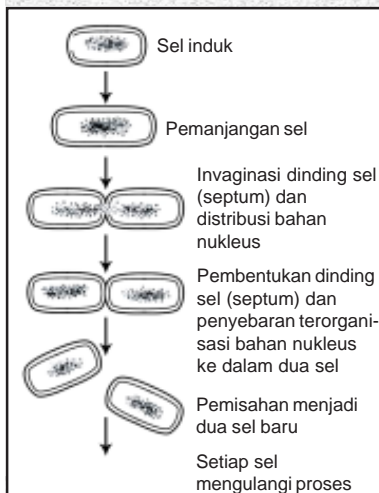 Sel induk
Pemanjangan sel
Invaginasi dinding sel
(septum) dan
distribusi bahan
nukleus
Pembentukan dinding
sel (septum) dan
penyebaran terorgani-
sasi bahan nukleus
ke dalam dua sel
Pemisahan menjadi
dua sel baru
Setiap sel
mengulangi proses